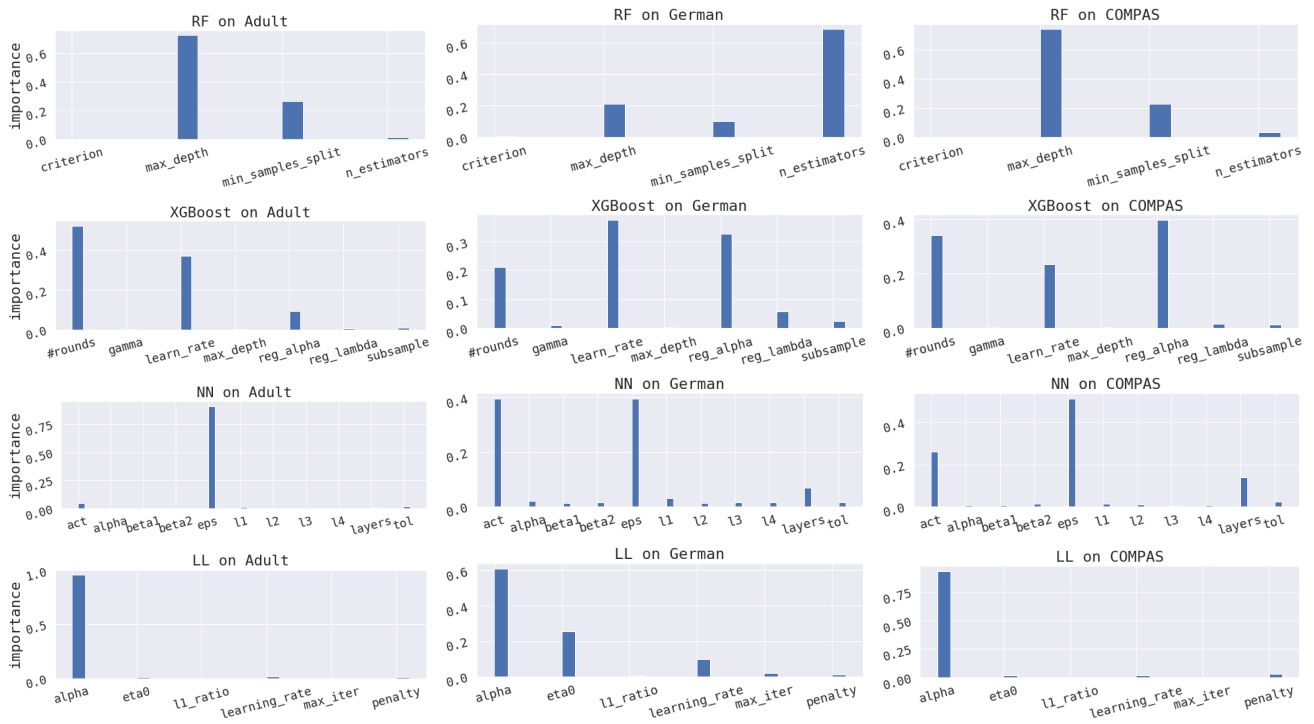 RF on Adult
importance
0.6
0.4
0.2
0.0
criterion max_depth min_samples_split n_estimators
RF on German
0.6
0.4
0.2
0.0
criterion max_depth min_samples_split n_estimators
RF on COMPAS
0.6
0.4
0.2
0.0
criterion max_depth min_samples_split n_estimators
XGBoost on Adult
importance
0.4
0.2
0.0
#rounds gamma learn_rate max_depth reg_alpha reg_lambda subsample
XGBoost on German
0.3
0.2
0.1
0.0
#rounds gamma learn_rate max_depth reg_alpha reg_lambda subsample
XGBoost on COMPAS
0.4
0.2
0.0
#rounds gamma learn_rate max_depth reg_alpha reg_lambda subsample
NN on Adult
importance
0.75
0.50
0.25
0.00
act alpha beta1 beta2 eps l1 l2 l3 l4 layers tol
NN on German
0.4
0.2
0.0
act alpha beta1 beta2 eps l1 l2 l3 l4 layers tol
NN on COMPAS
0.4
0.2
0.0
act alpha beta1 beta2 eps l1 l2 l3 l4 layers tol
LL on Adult
importance
1.0
0.5
0.0
alpha eta0 l1_ratio learning_rate max_iter penalty
LL on German
0.6
0.4
0.2
0.0
alpha eta0 l1_ratio learning_rate max_iter penalty
LL on COMPAS
0.75
0.50
0.25
0.00
alpha eta0 l1_ratio learning_rate max_iter penalty